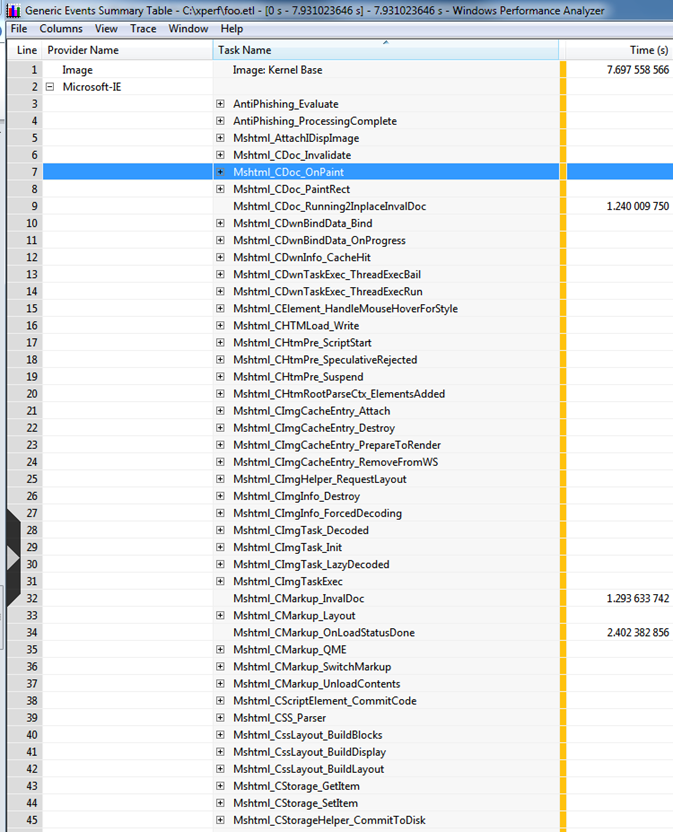 Generic Events Summary Table - C:\xperf\foo.etl - [0 s - 7.931023646 s] - 7.931023646 s - Windows Performance Analyzer
File Columns View Trace Window Help
Line Provider Name Task Name Time (s)
1 Image Image: Kernel Base 7.697 558 566
2 Microsoft-IE
3 AntiPhishing_Evaluate
4 AntiPhishing_ProcessingComplete
5 Mshtml_AttachIDispImage
6 Mshtml_CDoc_Invalidate
7 Mshtml_CDoc_OnPaint
8 Mshtml_CDoc_PaintRect
9 Mshtml_CDoc_Running2InplaceInvalDoc 1.240 009 750
10 Mshtml_CDwnBindData_Bind
11 Mshtml_CDwnBindData_OnProgress
12 Mshtml_CDwnInfo_CacheHit
13 Mshtml_CDwnTaskExec_ThreadExecBail
14 Mshtml_CDwnTaskExec_ThreadExecRun
15 Mshtml_CElement_HandleMouseHoverForStyle
16 Mshtml_CHTMLoad_Write
17 Mshtml_CHtmPre_ScriptStart
18 Mshtml_CHtmPre_SpeculativeRejected
19 Mshtml_CHtmPre_Suspend
20 Mshtml_CHtmRootParseCtx_ElementsAdded
21 Mshtml_CImgCacheEntry_Attach
22 Mshtml_CImgCacheEntry_Destroy
23 Mshtml_CImgCacheEntry_PrepareToRender
24 Mshtml_CImgCacheEntry_RemoveFromWS
25 Mshtml_CImgHelper_RequestLayout
26 Mshtml_CImgInfo_Destroy
27 Mshtml_CImgInfo_ForcedDecoding
28 Mshtml_CImgTask_Decoded
29 Mshtml_CImgTask_Init
30 Mshtml_CImgTask_LazyDecoded
31 Mshtml_CImgTaskExec
32 Mshtml_CMarkup_InvalDoc 1.293 633 742
33 Mshtml_CMarkup_Layout
34 Mshtml_CMarkup_OnLoadStatusDone 2.402 382 856
35 Mshtml_CMarkup_QME
36 Mshtml_CMarkup_SwitchMarkup
37 Mshtml_CMarkup_UnloadContents
38 Mshtml_CScriptElement_CommitCode
39 Mshtml_CSS_Parser
40 Mshtml_CssLayout_BuildBlocks
41 Mshtml_CssLayout_BuildDisplay
42 Mshtml_CssLayout_BuildLayout
43 Mshtml_CStorage_GetItem
44 Mshtml_CStorage_SetItem
45 Mshtml_CStorageHelper_CommitToDisk